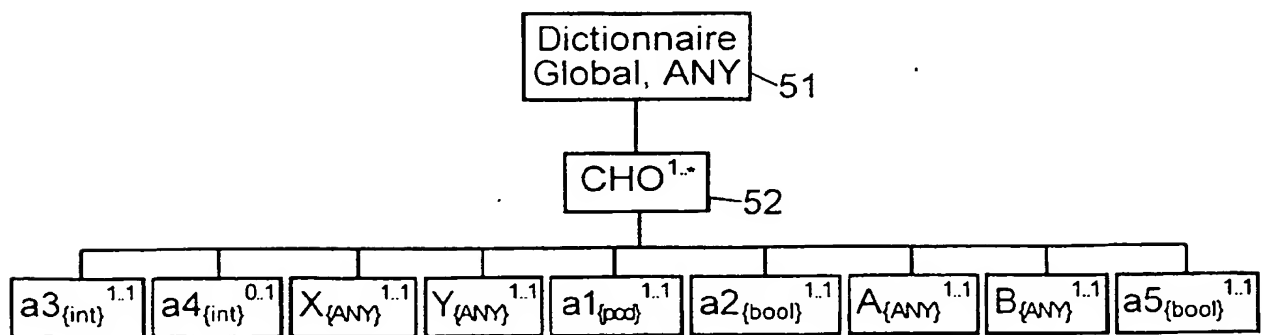 Dictionnaire
Global, ANY
51
CHO1..*
52
a3{int}1..1
a4{int}0..1
X{ANY}1..1
Y{ANY}1..1
a1{pcd}1..1
a2{bool}1..1
A{ANY}1..1
B{ANY}1..1
a5{bool}1..1